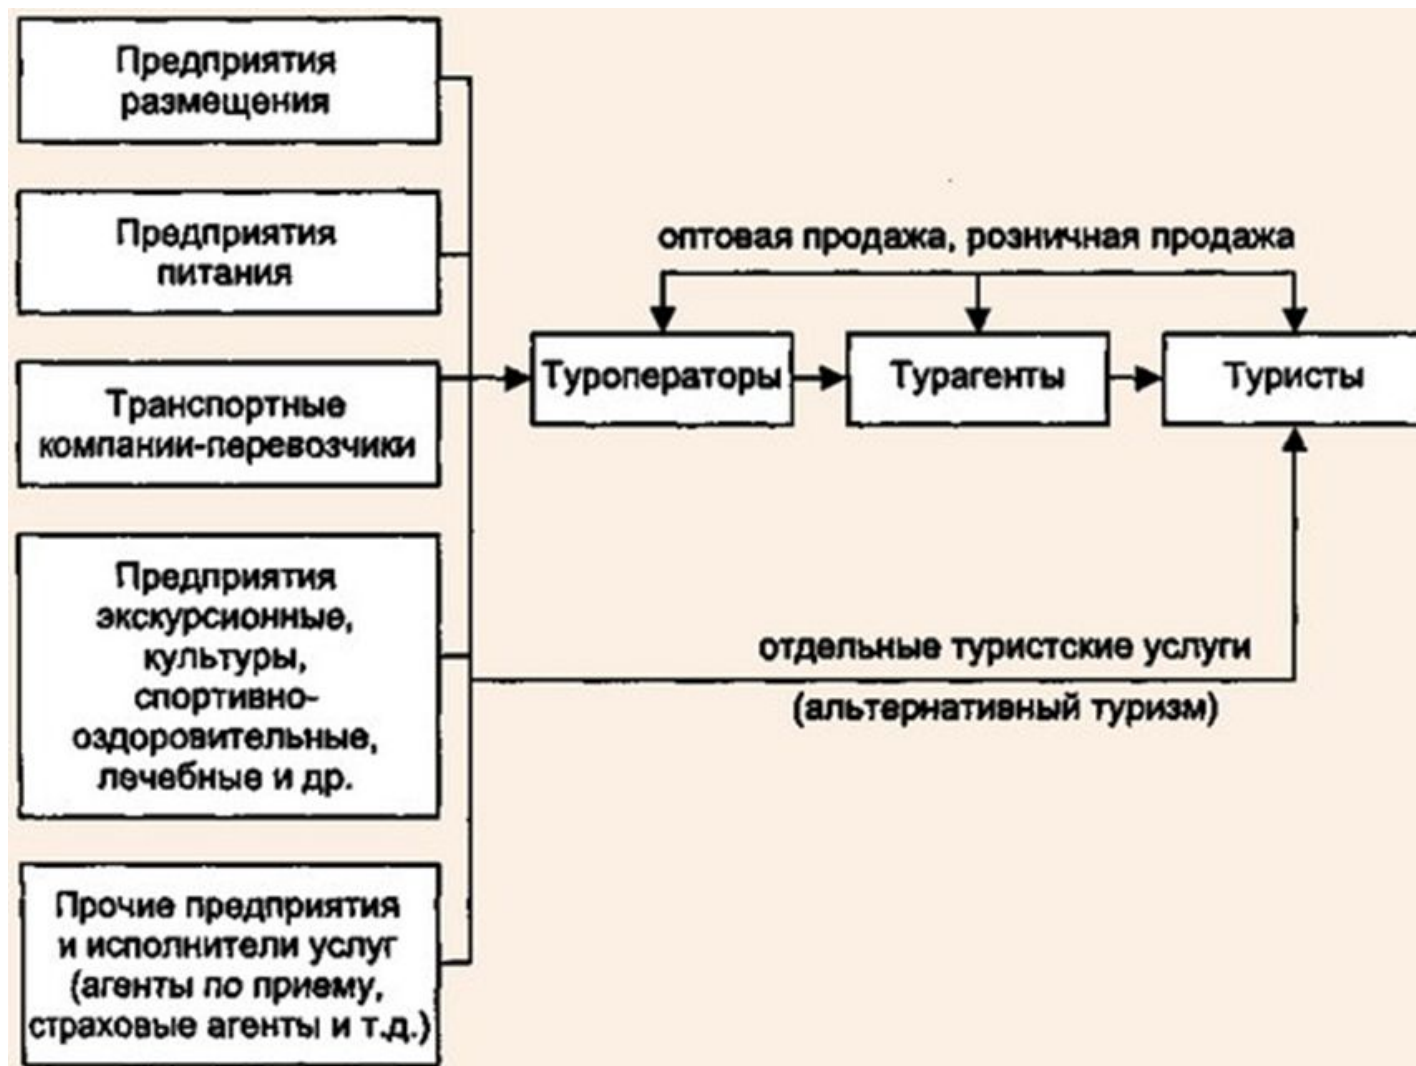 Предприятия
размещения
Предприятия
питания
Транспортные
компании-перевозчики
Предприятия
экскурсионные,
культуры,
спортивно-
оздоровительные,
лечебные и др.
Прочие предприятия
и исполнители услуг
(агенты по приему,
страховые агенты и т.д.)
оптовая продажа, розничная продажа
Туроператоры
Турагенты
Туристы
отдельные туристские услуги
(альтернативный туризм)